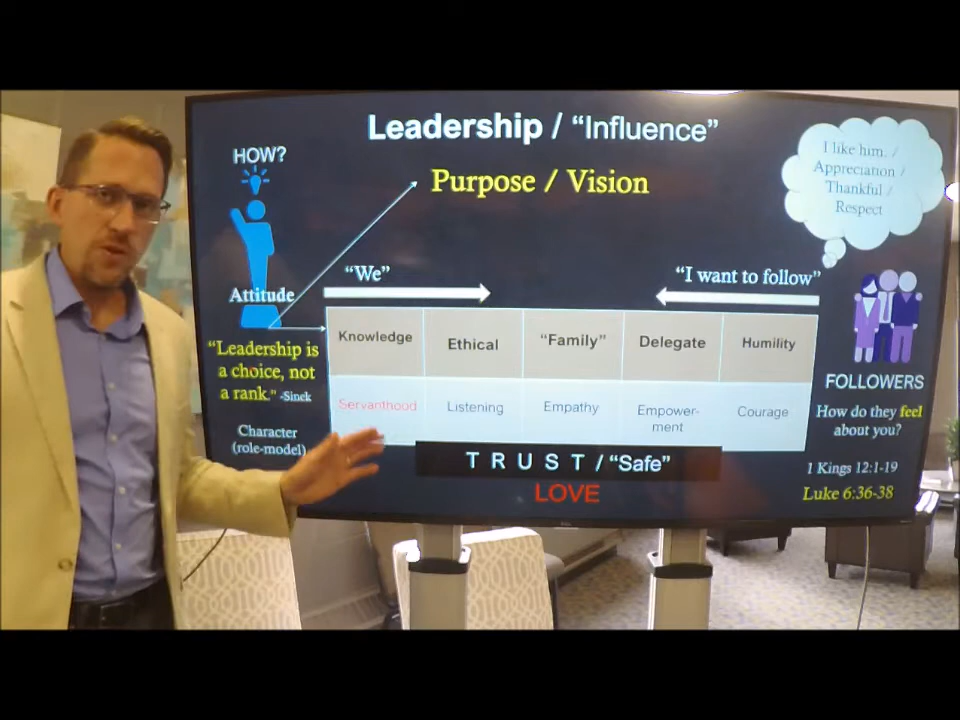 Leadership / “Influence”
HOW?
Purpose / Vision
I like him. /
Appreciation /
Thankful /
Respect
“We”
“I want to follow”
Attitude
Knowledge
Ethical
“Family”
Delegate
Humility
“Leadership is
a choice, not
a rank.” -Sinek
Servanthood
Listening
Empathy
Empower-
ment
Courage
FOLLOWERS
How do they feel
about you?
Character
(role-model)
T R U S T / “Safe”
LOVE
1 Kings 12:1-19
Luke 6:36-38